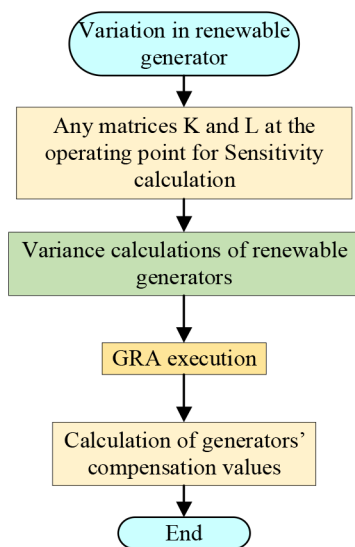 Variation in renewable
generator
Any matrices K and L at the
operating point for Sensitivity
calculation
Variance calculations of renewable
generators
GRA execution
Calculation of generators’
compensation values
End